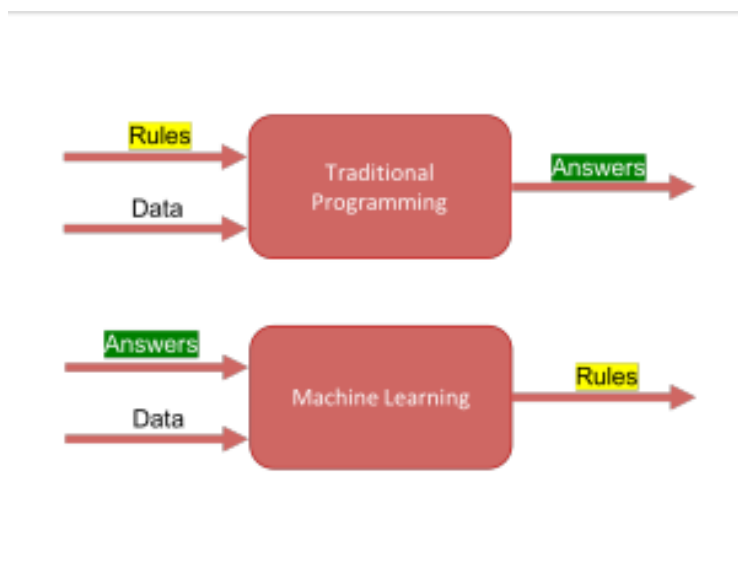 Rules
Data
Traditional
Programming
Answers
Answers
Data
Machine Learning
Rules